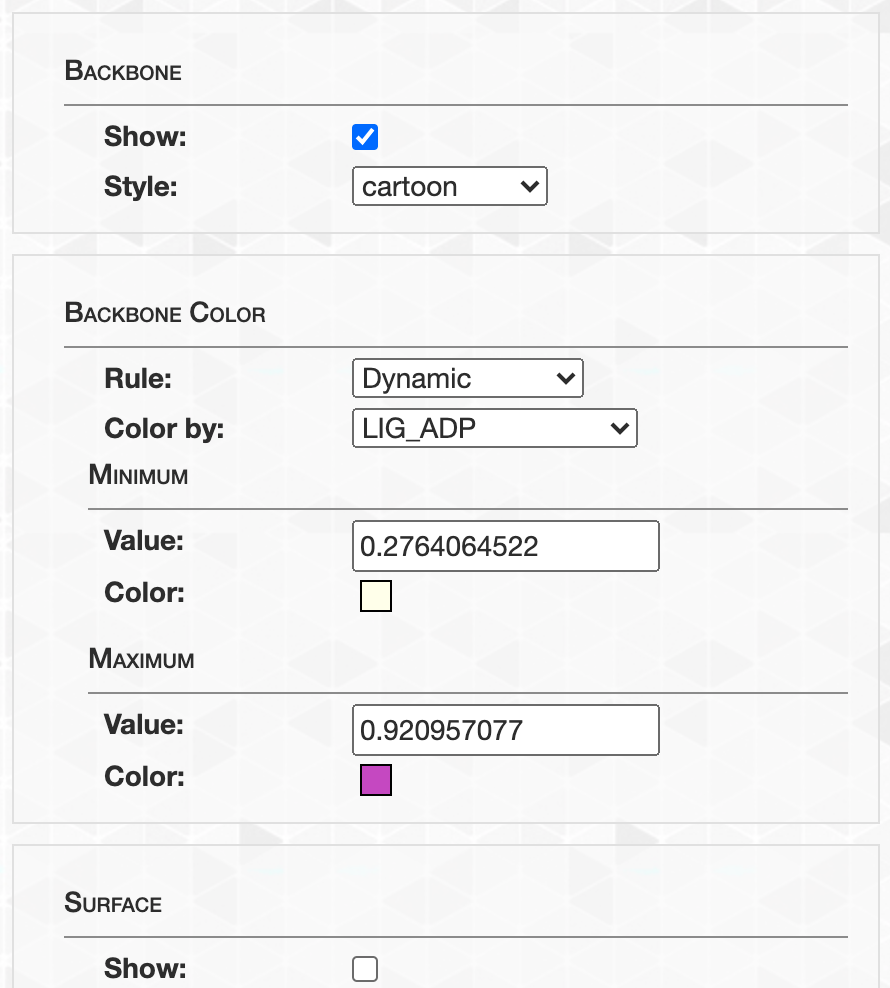 Backbone
Show:
Style: cartoon
Backbone Color
Rule: Dynamic
Color by: LIG_ADP
Minimum
Value: 0.2764064522
Color:
Maximum
Value: 0.920957077
Color:
Surface
Show: